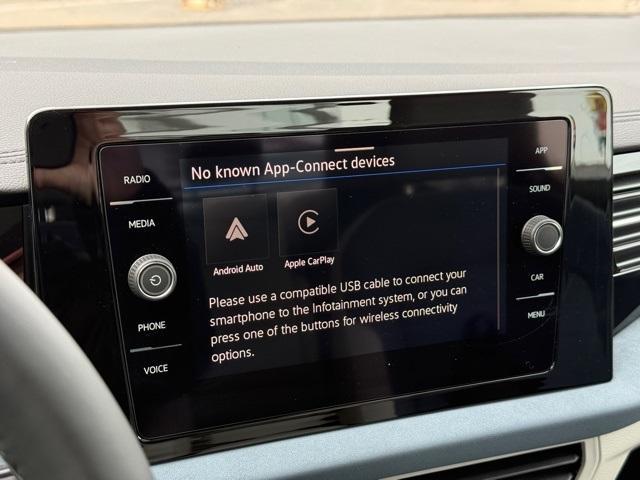 No known App-Connect devices
RADIO
MEDIA
PHONE
VOICE
Android Auto
Apple CarPlay
Please use a compatible USB cable to connect your
smartphone to the Infotainment system, or you can
press one of the buttons for wireless connectivity
options.
APP
SOUND
CAR
MENU